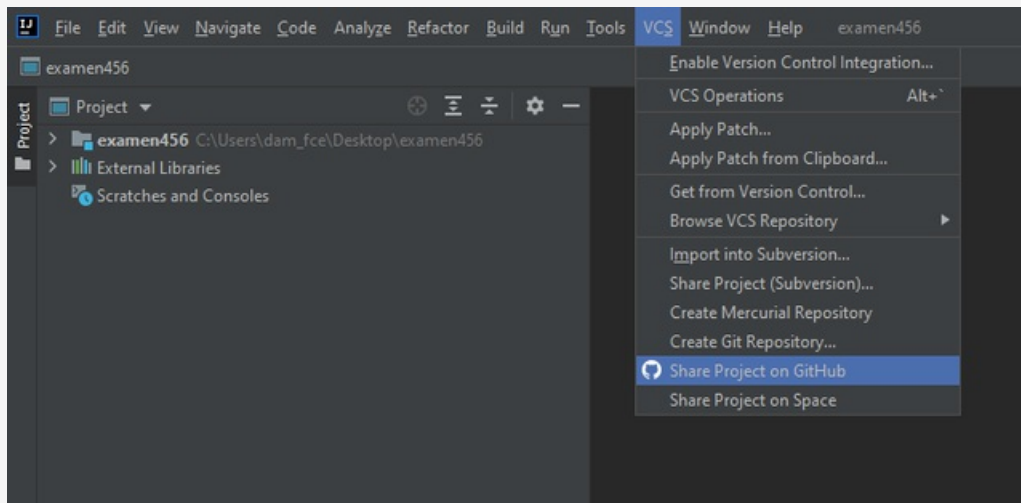 IJ File Edit View Navigate Code Analyze Refactor Build Run Tools VCS Window Help examen456
examen456
Project
Project
examen456 C:\Users\dam_fce\Desktop\examen456
External Libraries
Scratches and Consoles
Enable Version Control Integration...
VCS Operations Alt+`
Apply Patch...
Apply Patch from Clipboard...
Get from Version Control...
Browse VCS Repository
Import into Subversion...
Share Project (Subversion)...
Create Mercurial Repository
Create Git Repository...
Share Project on GitHub
Share Project on Space